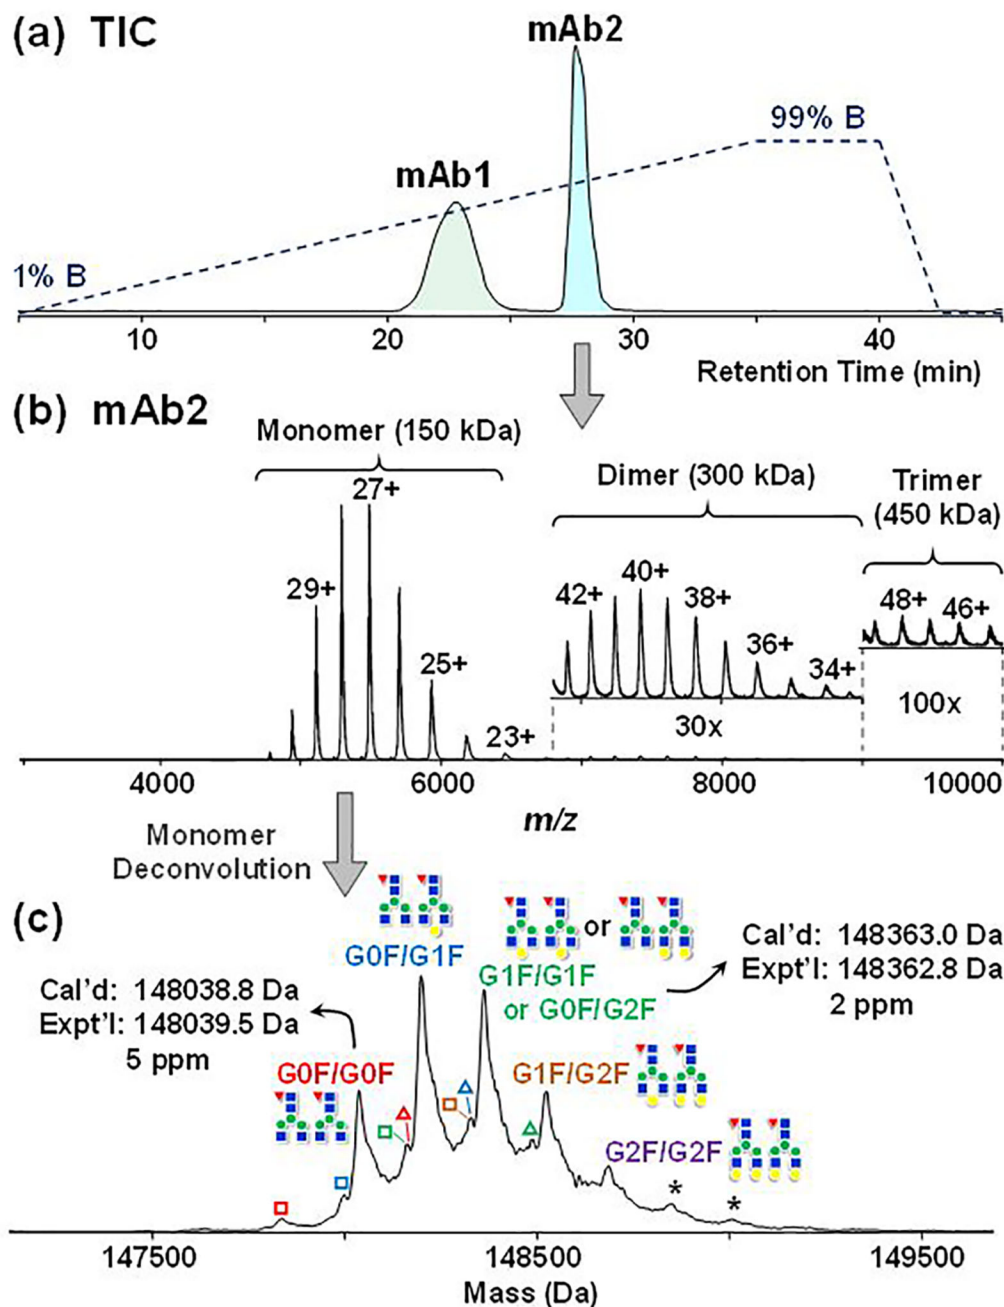 (a) TIC
mAb2
99% B
mAb1
1% B
10
20
30
40
Retention Time (min)
(b) mAb2
Monomer (150 kDa)
Dimer (300 kDa)
Trimer
(450 kDa)
27+
29+
25+
23+
42+
40+
38+
36+
34+
48+
46+
30x
100x
4000
6000
8000
10000
m/z
Monomer
Deconvolution
(c)
or
G0F/G1F
G1F/G1F
or G0F/G2F
Cal'd: 148363.0 Da
Expt'l: 148362.8 Da
2 ppm
Cal'd: 148038.8 Da
Expt'l: 148039.5 Da
5 ppm
G0F/G0F
G1F/G2F
G2F/G2F
*
*
147500
148500
149500
Mass (Da)